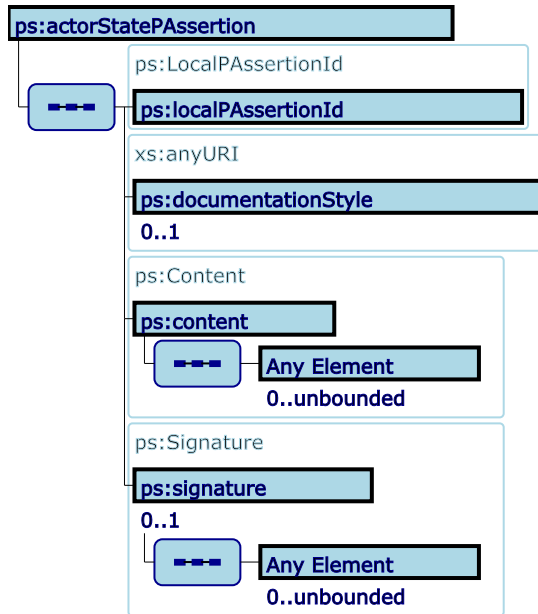 ps:actorStatePAssertion
ps:LocalPAssertionId
ps:localPAssertionId
xs:anyURI
ps:documentationStyle
0..1
ps:Content
ps:content
Any Element
0..unbounded
ps:Signature
ps:signature
0..1
Any Element
0..unbounded